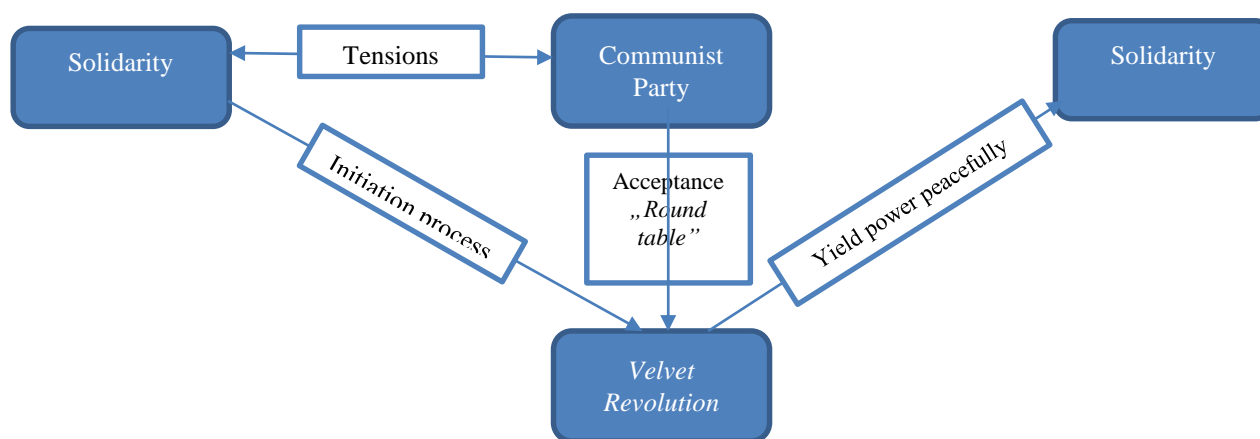 Solidarity
Tensions
Communist
Party
Solidarity
Initiation process
Acceptance
„Round
table”
Yield power peacefully
Velvet
Revolution